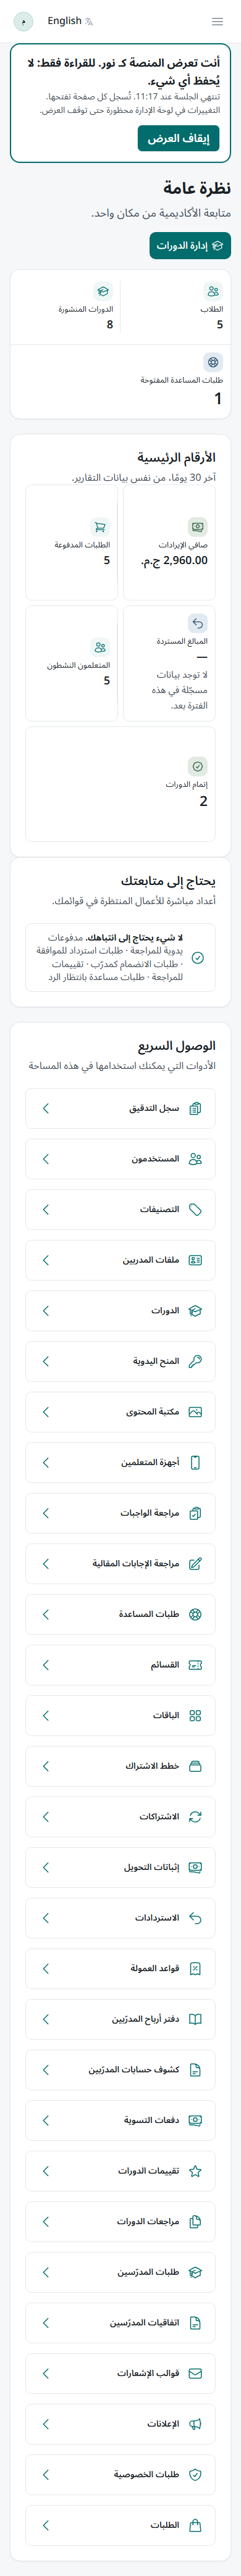 English
م
أنت تعرض المنصة كـ نور. للقراءة فقط: لا
يُحفظ أي شيء.
تنتهي الجلسة عند 11:17. تُسجل كل صفحة تفتحها.
التغييرات في لوحة الإدارة محظورة وحتى توقف العرض.
إيقاف العرض
نظرة عامة
متابعة الأكاديمية من مكان واحد.
إدارة الدورات
الطلاب
5
الدورات المنشورة
8
طلبات المساعدة المفتوحة
1
الأرقام الرئيسية
آخر 30 يومًا، من نفس بيانات التقارير.
صافي الإيرادات
2,960.00 ج.م.
الطلبات المدفوعة
5
المبالغ المستردة
—
لا توجد بيانات
مسجّلة في هذه
الفترة بعد.
المتعلمون النشطون
5
إتمام الدورات
2
يحتاج إلى متابعتك
أعداد مباشرة للأعمال المنتظرة في قوائمك.
لا شيء يحتاج إلى انتباهك. مدفوعات
يدوية للمراجعة · طلبات استرداد للموافقة
· طلبات الانضمام كمدرّب · تقييمات
للمراجعة · طلبات مساعدة بانتظار الرد
الوصول السريع
الأدوات التي يمكنك استخدامها في هذه المساحة
سجل التدقيق
المستخدمون
التصنيفات
ملفات المدربين
الدورات
المنح اليدوية
مكتبة المحتوى
أجهزة المتعلمين
مراجعة الواجبات
مراجعة الإجابات المقالية
طلبات المساعدة
القسائم
الباقات
خطط الاشتراك
الاشتراكات
إثباتات التحويل
الاستردادات
قواعد العمولة
دفتر أرباح المدرّبين
كشوف حسابات المدرّبين
دفعات التسوية
تقييمات الدورات
مراجعات الدورات
طلبات المدرّسين
اتفاقيات المدرّسين
قوالب الإشعارات
الإعلانات
طلبات الخصوصية
الطلبات